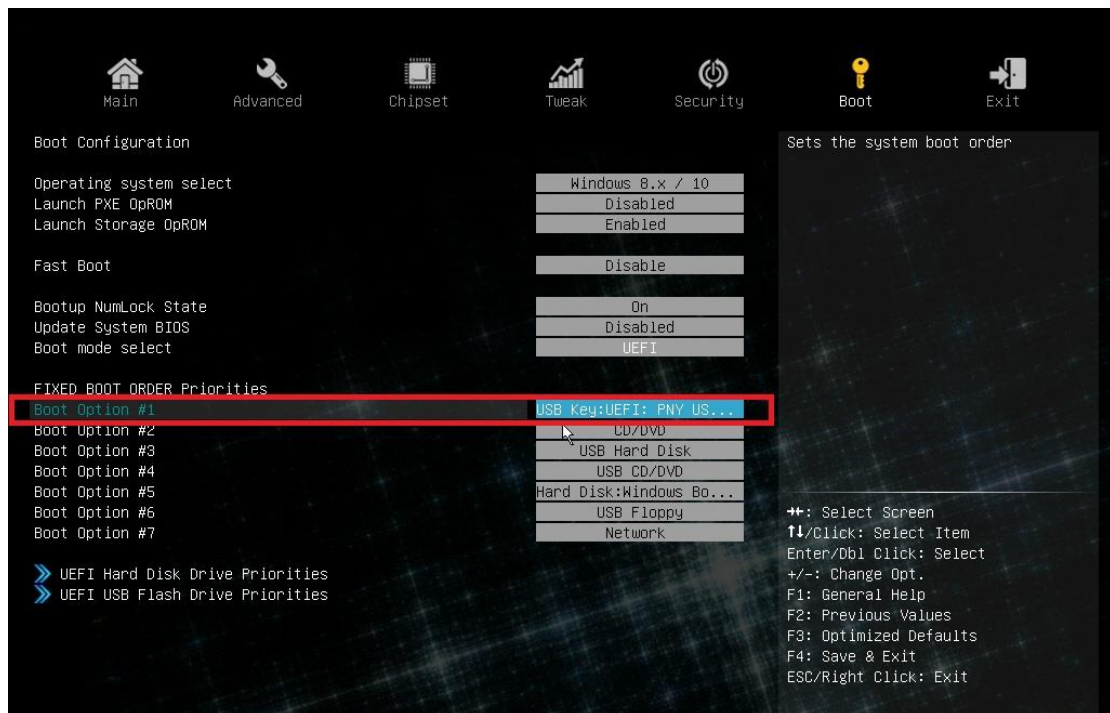 Main Advanced Chipset Tweak Security Boot Exit
Boot Configuration
Sets the system boot order
Operating system select Windows 8.x / 10
Launch PXE OpROM Disabled
Launch Storage OpROM Enabled
Fast Boot Disable
Bootup NumLock State On
Update System BIOS Disabled
Boot mode select UEFI
FIXED BOOT ORDER Priorities
Boot Option #1 USB Key:UEFI: PNY US...
Boot Option #2 CD/DVD
Boot Option #3 USB Hard Disk
Boot Option #4 USB CD/DVD
Boot Option #5 Hard Disk:Windows Bo...
Boot Option #6 USB Floppy
Boot Option #7 Network
UEFI Hard Disk Drive Priorities
UEFI USB Flash Drive Priorities
→←: Select Screen
↑↓/Click: Select Item
Enter/Dbl Click: Select
+/-: Change Opt.
F1: General Help
F2: Previous Values
F3: Optimized Defaults
F4: Save & Exit
ESC/Right Click: Exit